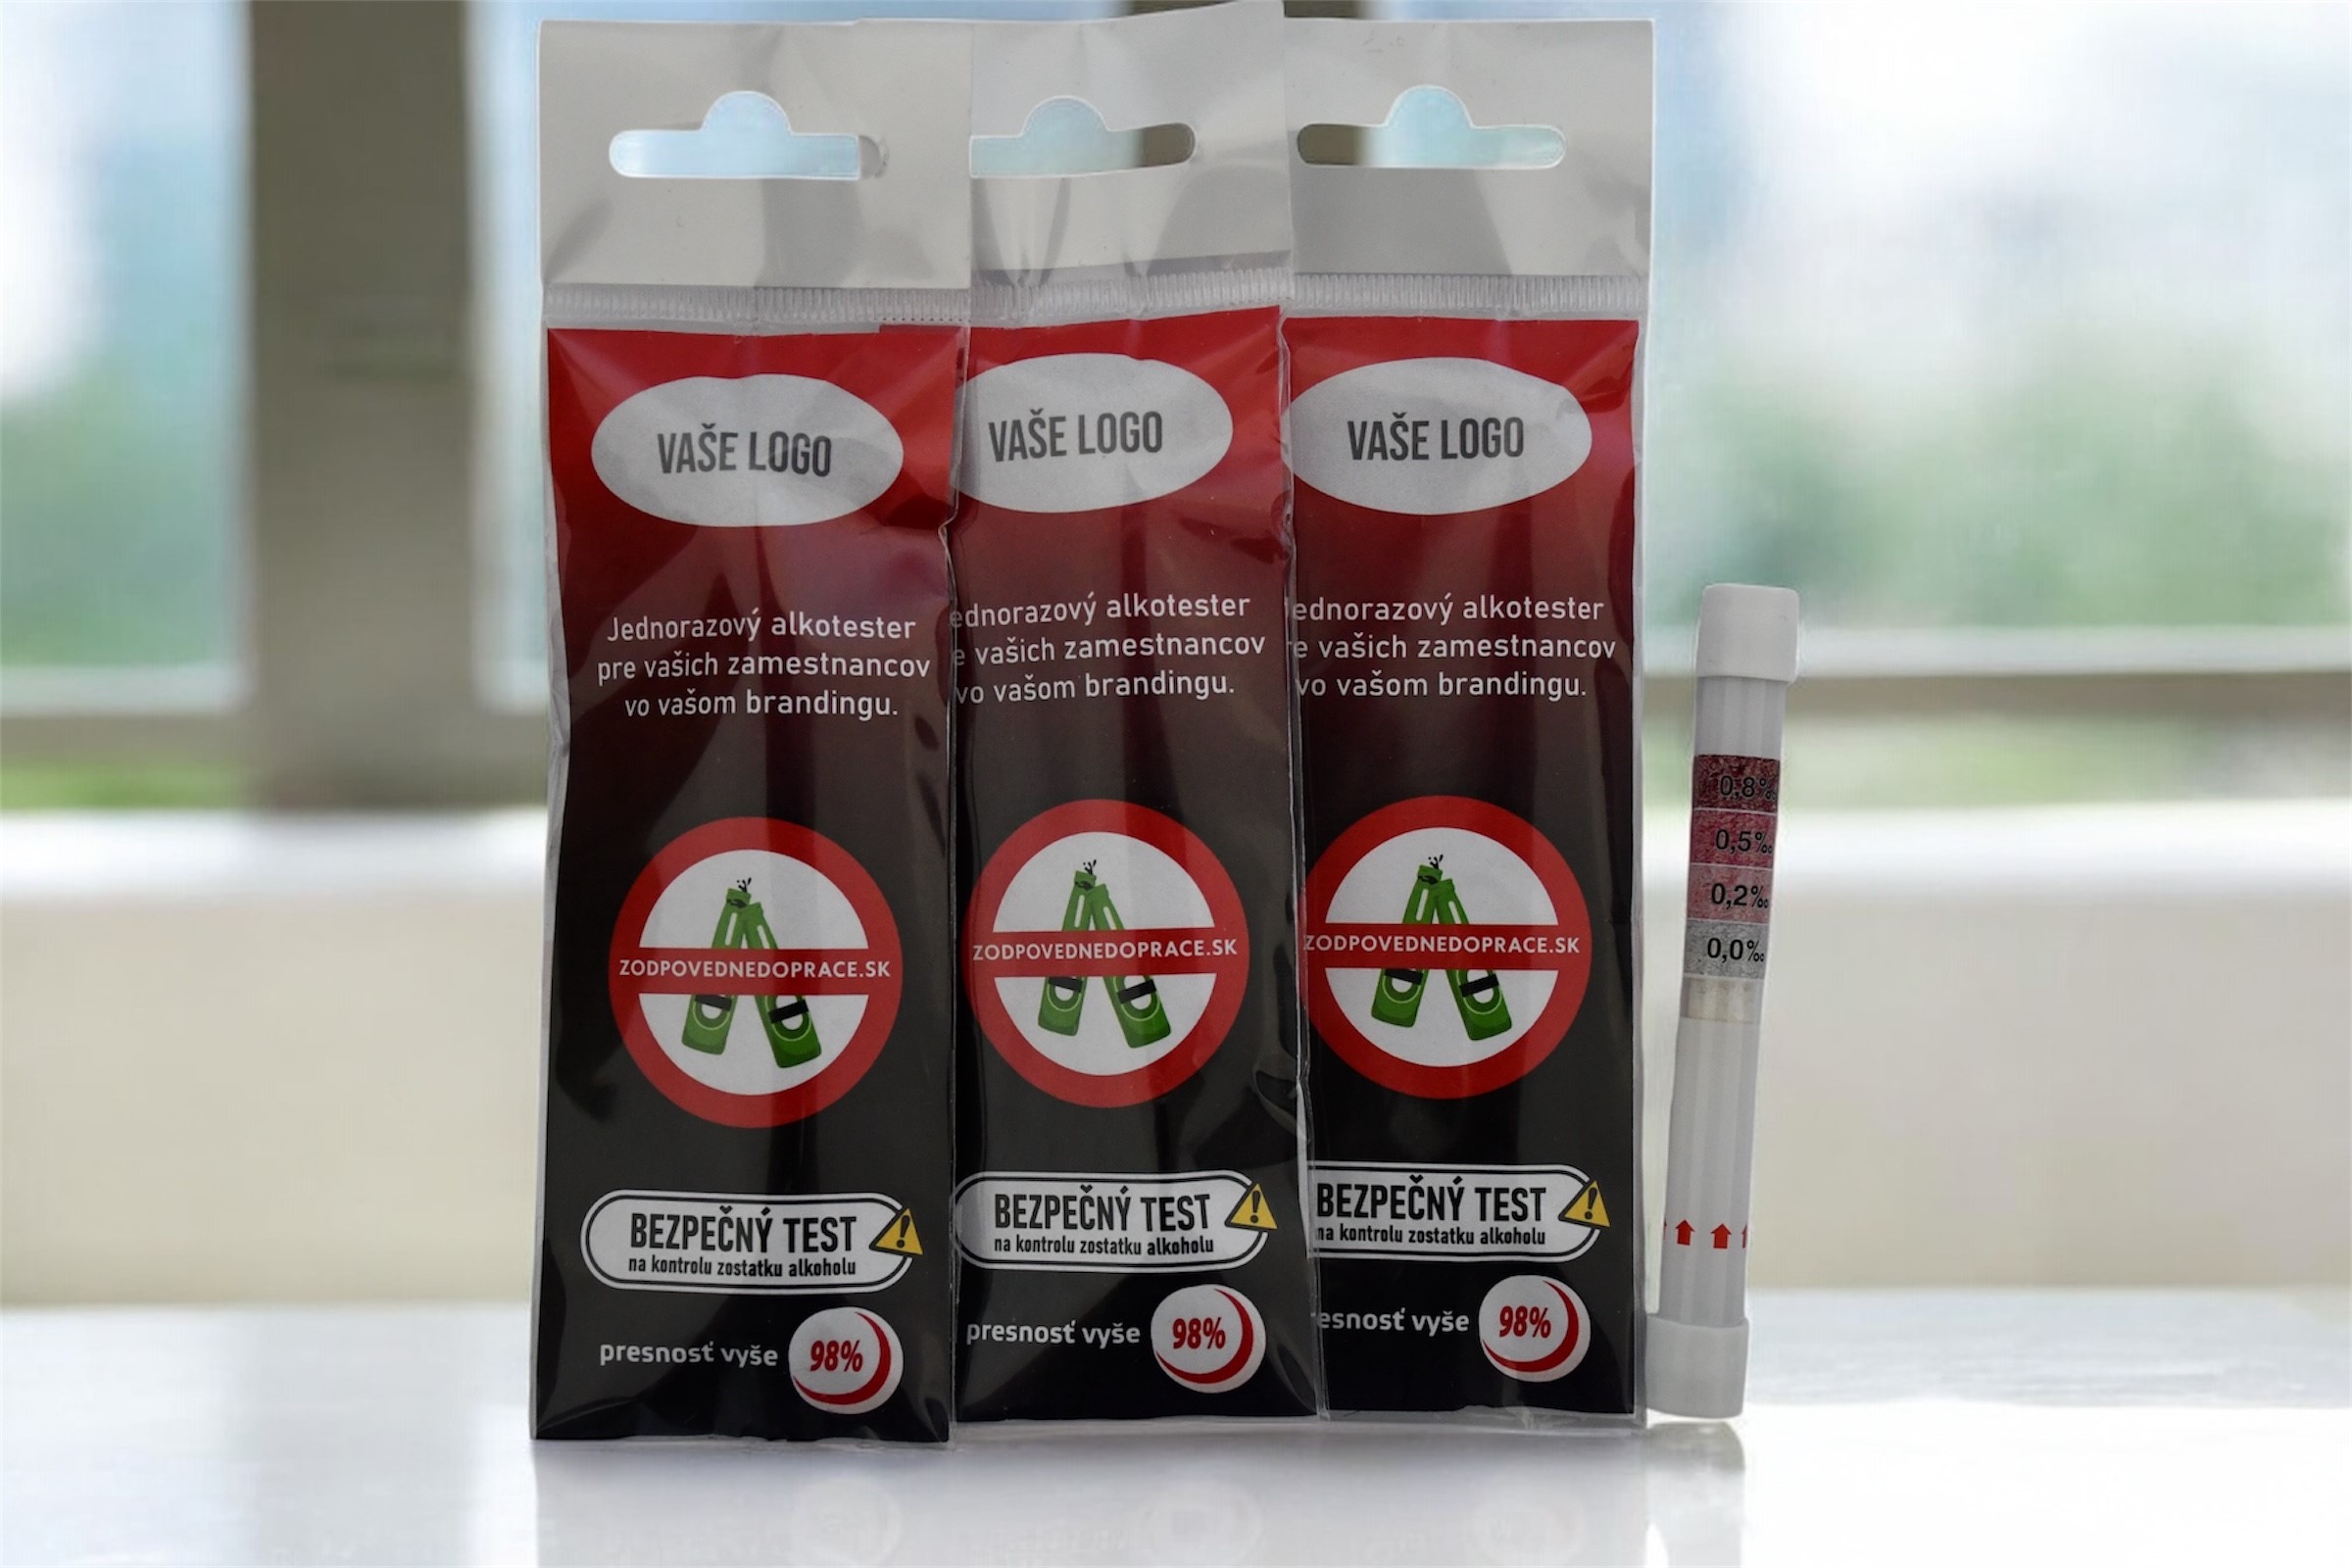 VAŠE LOGO
Jednorazový alkotester
pre vašich zamestnancov
vo vašom brandingu.
ZODPOVEDNEDOPRACE.SK
BEZPEČNÝ TEST
na kontrolu zostatku alkoholu
presnosť vyše 98%
VAŠE LOGO
ednorazový alkotester
e vašich zamestnancov
vo vašom brandingu.
ZODPOVEDNEDOPRACE.SK
BEZPEČNÝ TEST
na kontrolu zostatku alkoholu
presnosť vyše 98%
VAŠE LOGO
ednorazový alkotester
re vašich zamestnancov
vo vašom brandingu.
ZODPOVEDNEDOPRACE.SK
BEZPEČNÝ TEST
na kontrolu zostatku alkoholu
resnosť vyše 98%
0,8‰
0,5‰
0,2‰
0,0‰